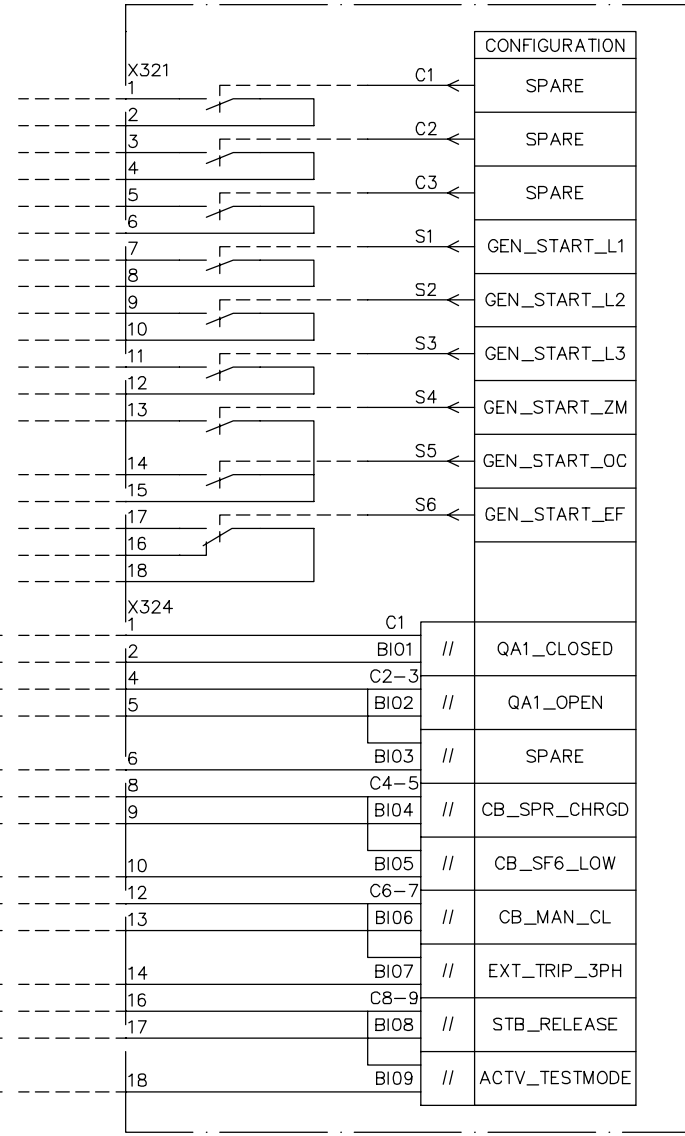 CONFIGURATION
X321
1 C1 SPARE
2
3 C2 SPARE
4
5 C3 SPARE
6
7 S1 GEN_START_L1
8
9 S2 GEN_START_L2
10
11 S3 GEN_START_L3
12
13 S4 GEN_START_ZM
14 S5 GEN_START_OC
15
17 S6 GEN_START_EF
16
18
X324
1 C1
2 BI01 // QA1_CLOSED
4 C2-3
5 BI02 // QA1_OPEN
6 BI03 // SPARE
8 C4-5
9 BI04 // CB_SPR_CHRGD
10 BI05 // CB_SF6_LOW
12 C6-7
13 BI06 // CB_MAN_CL
14 BI07 // EXT_TRIP_3PH
16 C8-9
17 BI08 // STB_RELEASE
18 BI09 // ACTV_TESTMODE